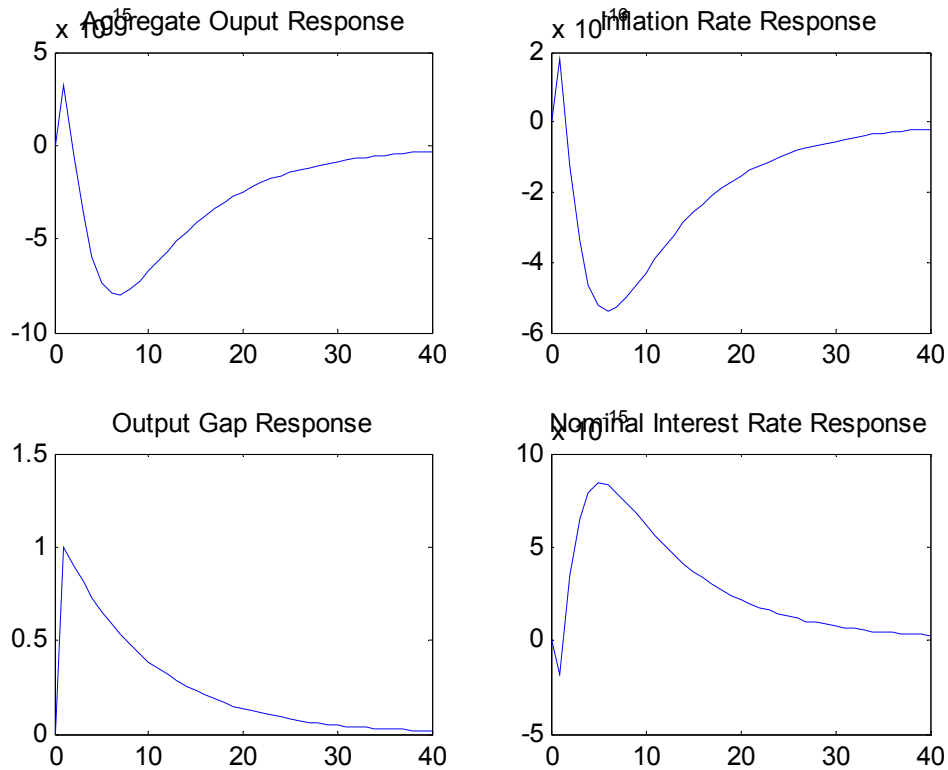 Aggregate Ouput Response
x 10^-15
5
0
-5
-10
0 10 20 30 40
Inflation Rate Response
x 10^-16
2
0
-2
-4
-6
0 10 20 30 40
Output Gap Response
1.5
1
0.5
0
0 10 20 30 40
Nominal Interest Rate Response
x 10^-15
10
5
0
-5
0 10 20 30 40